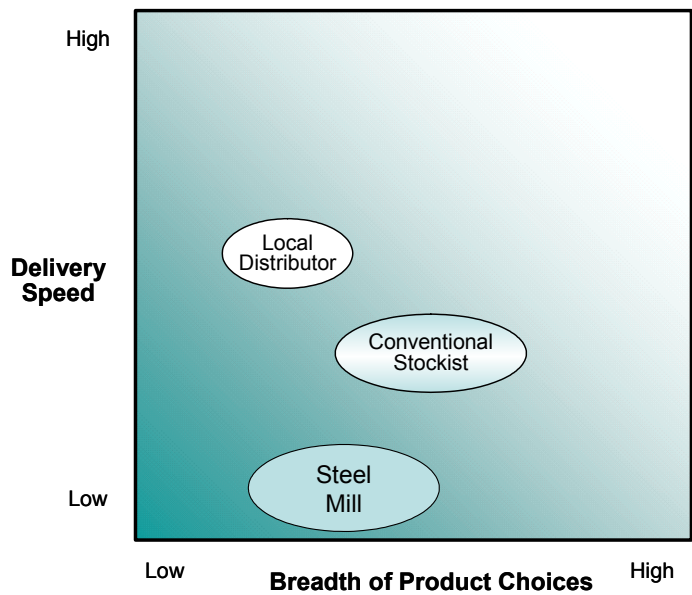 High
Local
Distributor
Delivery
Speed
Conventional
Stockist
Steel
Mill
Low
Low
High
Breadth of Product Choices